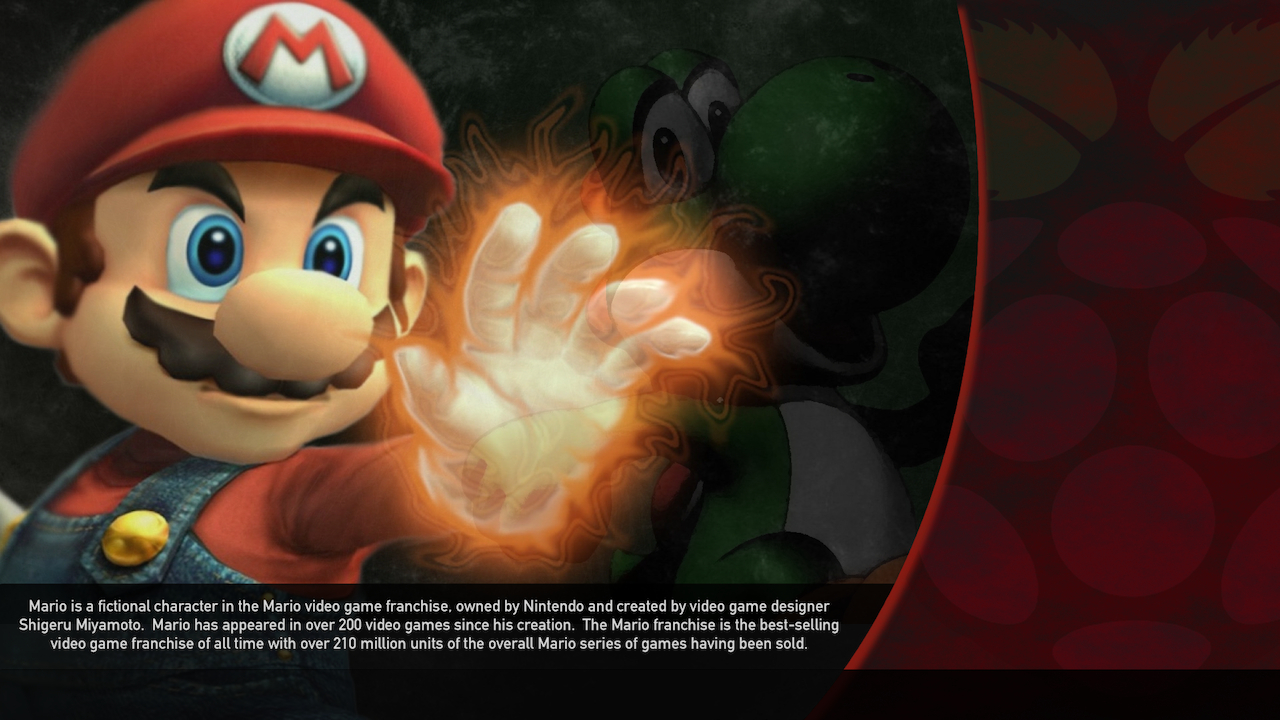 M
Mario is a fictional character in the Mario video game franchise, owned by Nintendo and created by video game designer
Shigeru Miyamoto.  Mario has appeared in over 200 video games since his creation.  The Mario franchise is the best-selling
video game franchise of all time with over 210 million units of the overall Mario series of games having been sold.